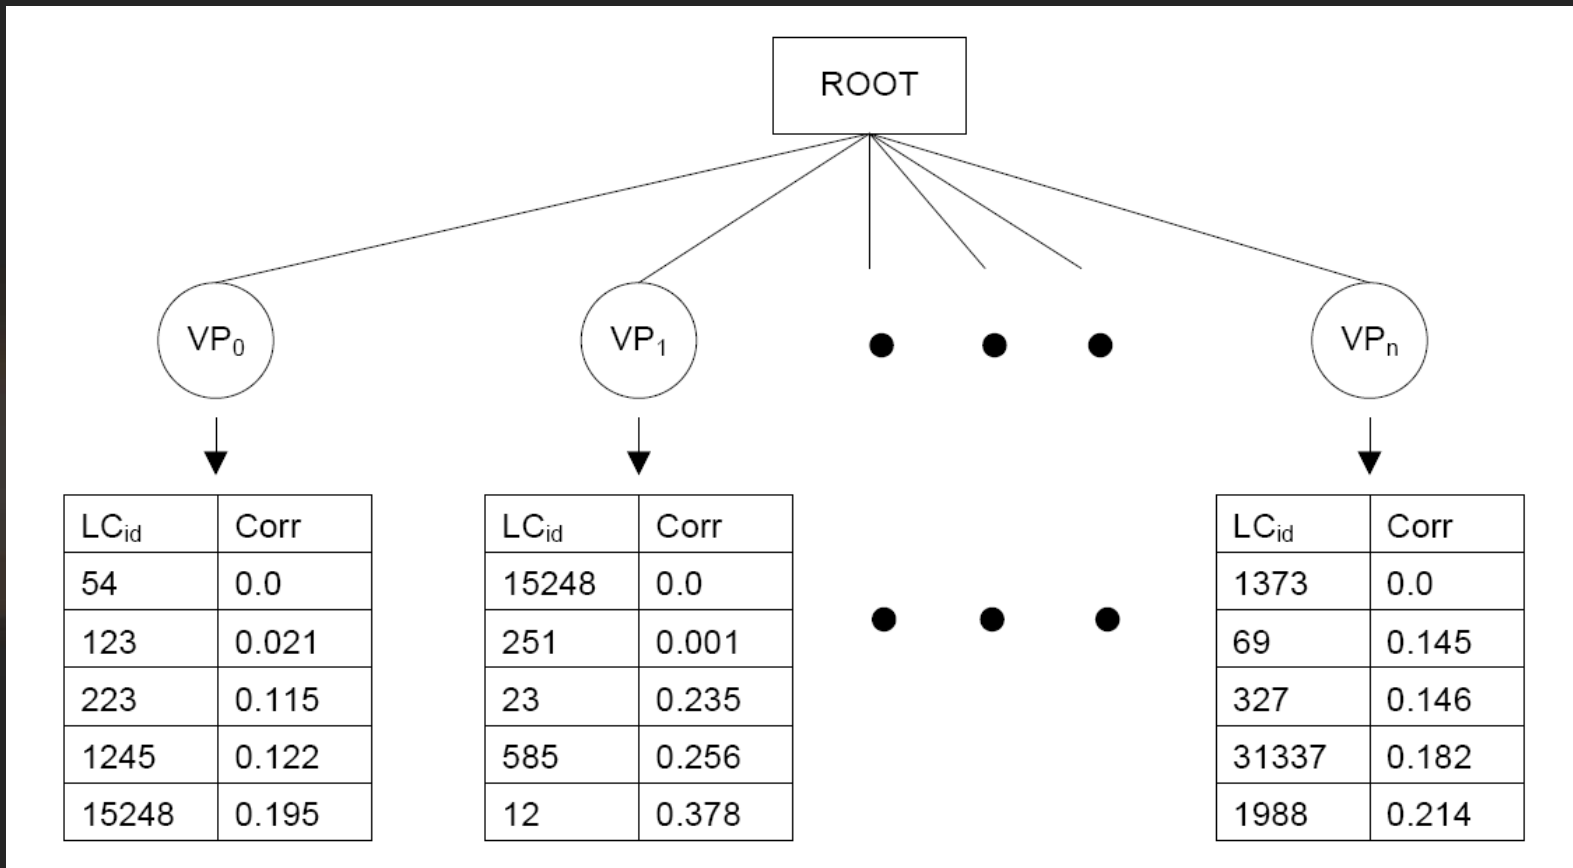 ROOT
VP₀ VP₁ VPₙ
LCid Corr LCid Corr LCid Corr
54 0.0 15248 0.0 1373 0.0
123 0.021 251 0.001 69 0.145
223 0.115 23 0.235 327 0.146
1245 0.122 585 0.256 31337 0.182
15248 0.195 12 0.378 1988 0.214